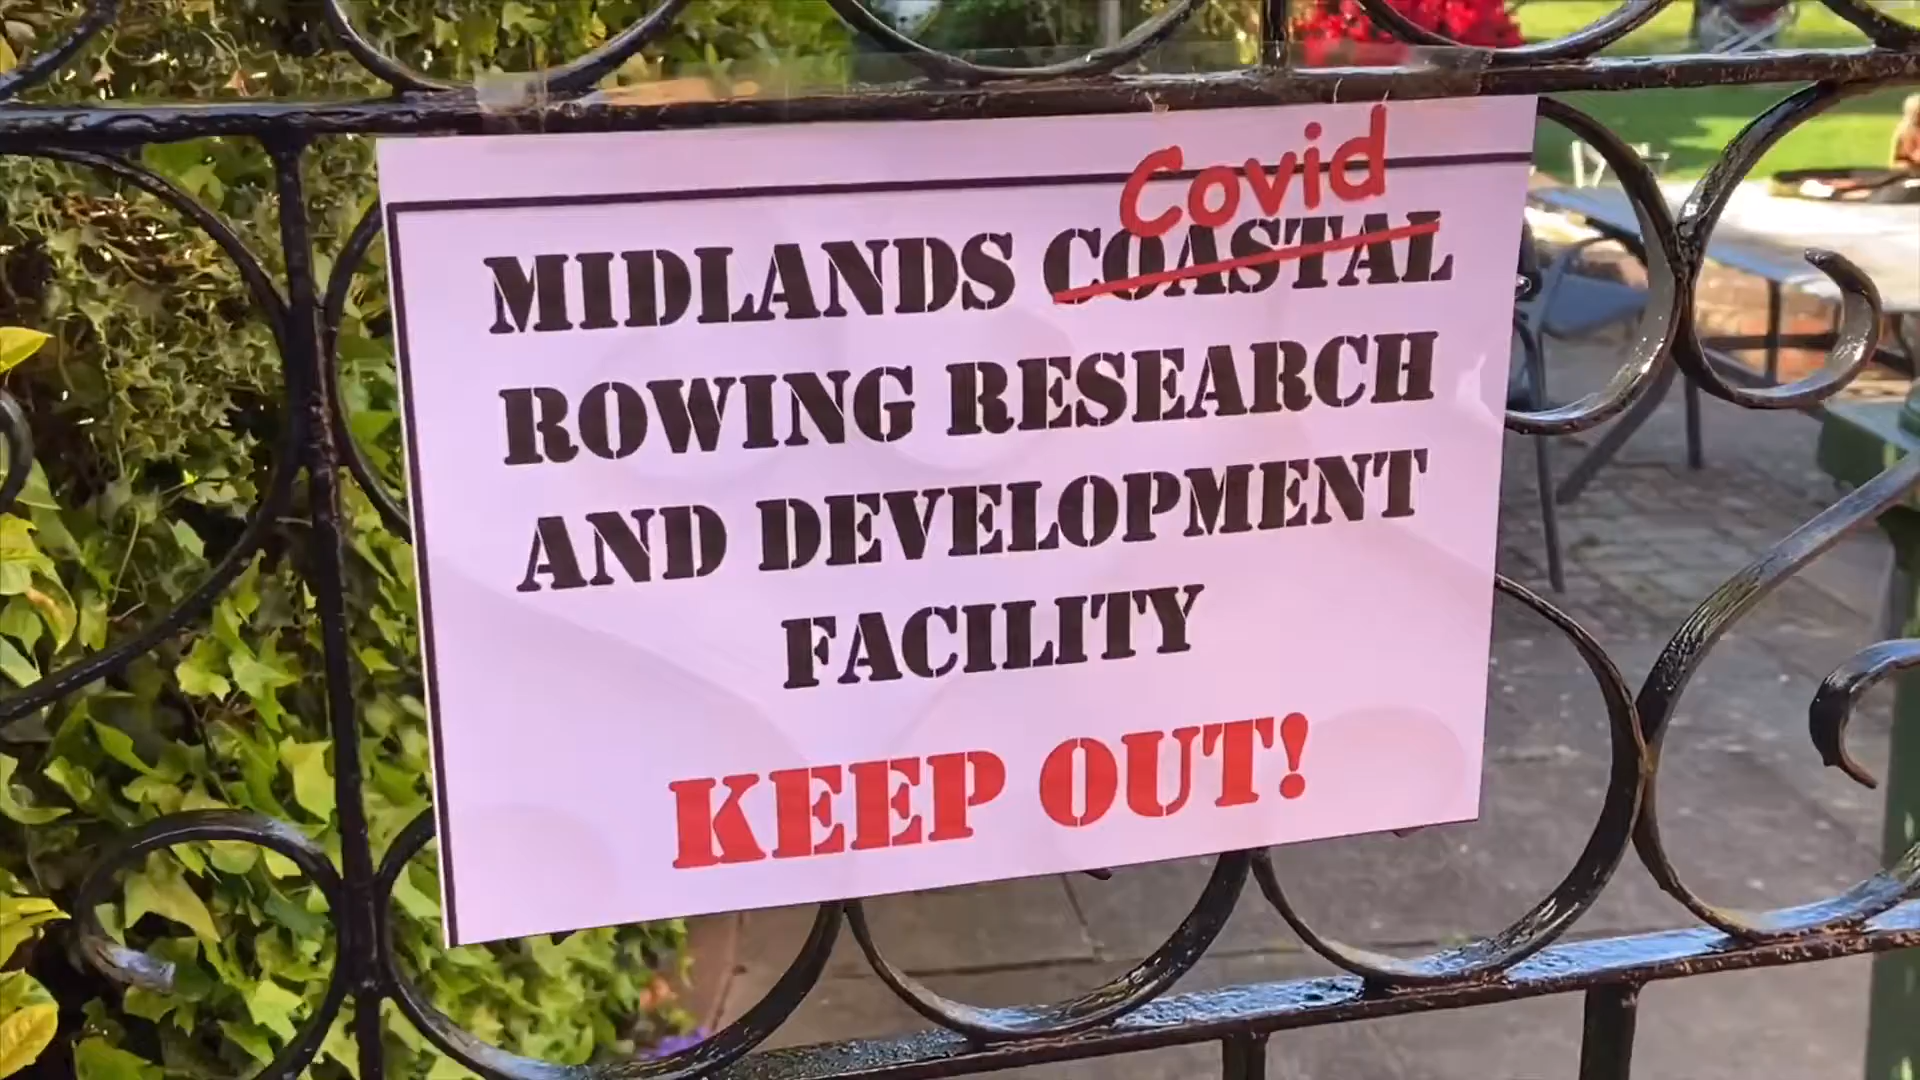 Covid
MIDLANDS COASTAL
ROWING RESEARCH
AND DEVELOPMENT
FACILITY
KEEP OUT!